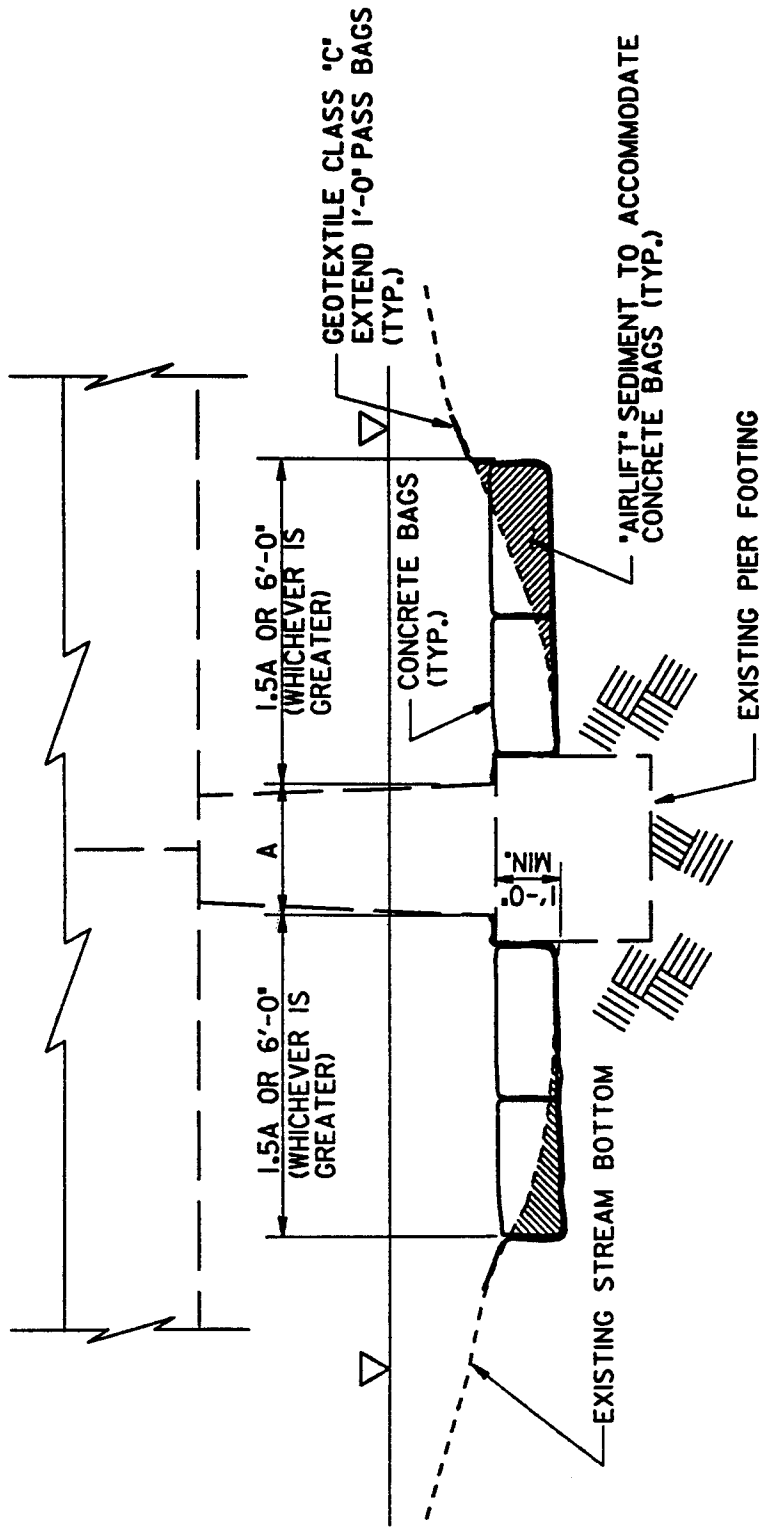 1.5A OR 6'-0"
(WHICHEVER IS
GREATER)
A
1.5A OR 6'-0"
(WHICHEVER IS
GREATER)
GEOTEXTILE CLASS "C"
EXTEND 1'-0" PASS BAGS
(TYP.)
CONCRETE BAGS
(TYP.)
1'-0"
MIN.
EXISTING STREAM BOTTOM
"AIRLIFT" SEDIMENT TO ACCOMMODATE
CONCRETE BAGS (TYP.)
EXISTING PIER FOOTING